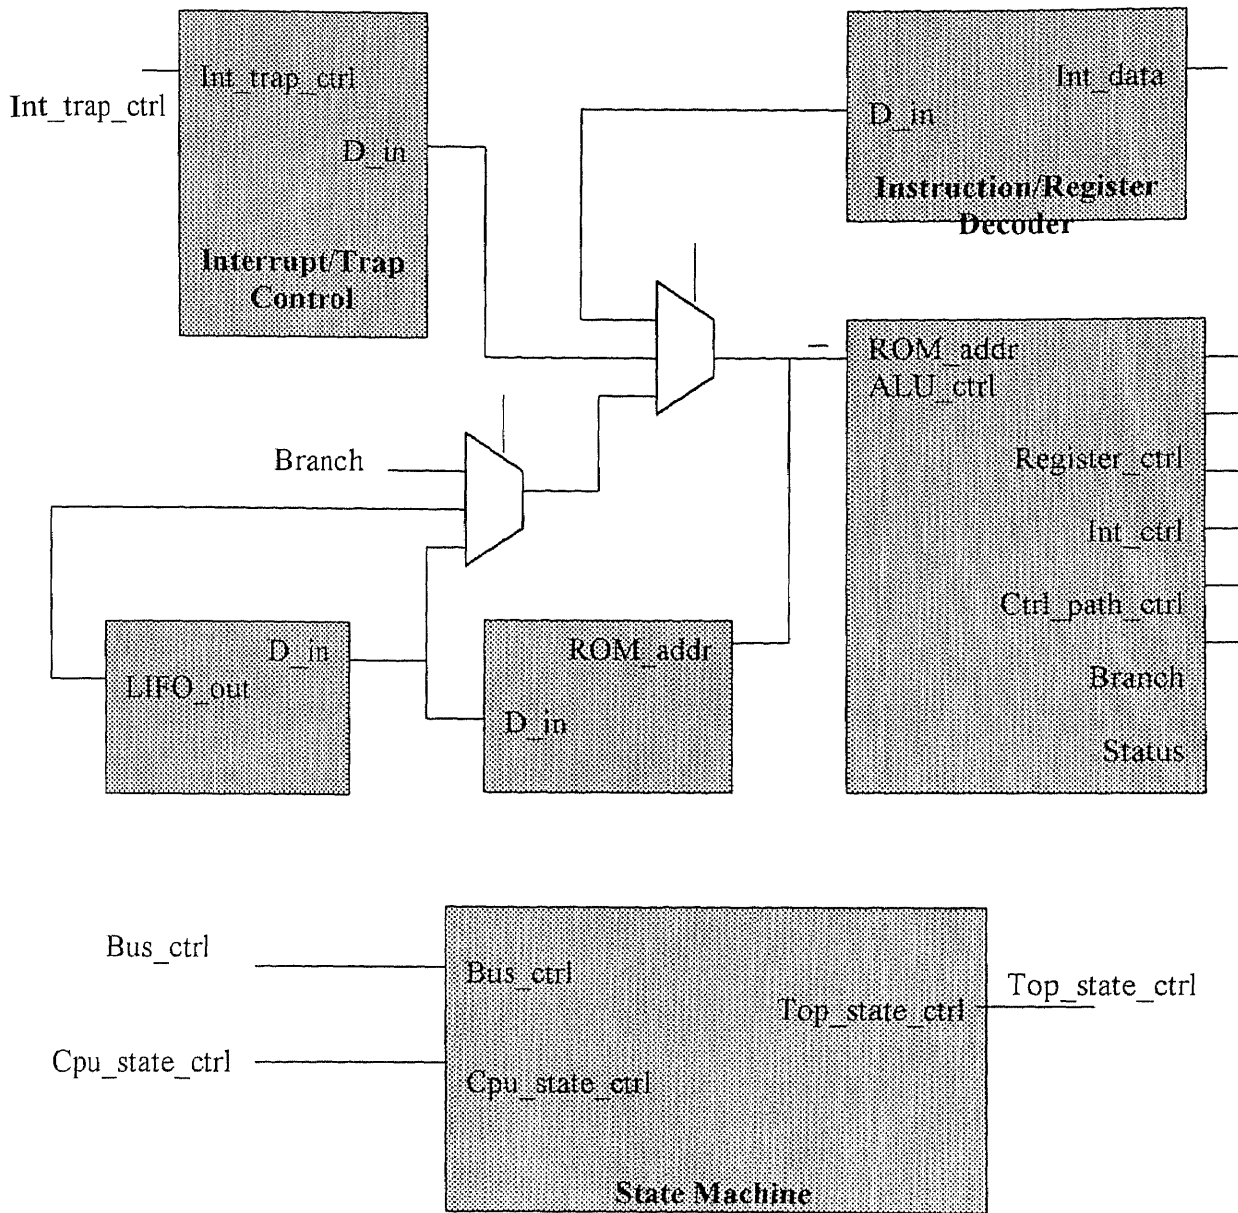 Int_trap_ctrl
Int_trap_ctrl
D_in
Interrupt/Trap
Control
Int_data
D_in
Instruction/Register
Decoder
ROM_addr
ALU_ctrl
Register_ctrl
Int_ctrl
Ctrl_path_ctrl
Branch
Status
Branch
D_in
LIFO_out
ROM_addr
D_in
Bus_ctrl
Bus_ctrl
Top_state_ctrl
Top_state_ctrl
Cpu_state_ctrl
Cpu_state_ctrl
State Machine